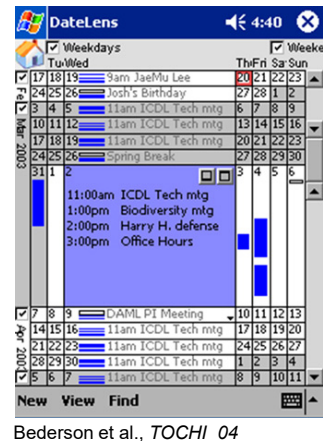 DateLens 4:40
Weekdays Weeke
Tu Wed Thu Fri Sa Sun
17 18 19 9am JaeMu Lee 20 21 22 23
24 25 26 Josh's Birthday 27 28 1 2
3 4 5 11am ICDL Tech mtg 6 7 8 9
10 11 12 11am ICDL Tech mtg 13 14 15 16
17 18 19 11am ICDL Tech mtg 20 21 22 23
24 25 26 Spring Break 27 28 29 30
31 1 2 3 4 5 6
11:00am ICDL Tech mtg
1:00pm Biodiversity mtg
2:00pm Harry H. defense
3:00pm Office Hours
7 8 9 DAML PI Meeting 10 11 12 13
14 15 16 11am ICDL Tech mtg 17 18 19 20
21 22 23 11am ICDL Tech mtg 24 25 26 27
28 29 30 11am ICDL Tech mtg 1 2 3 4
5 6 7 11am ICDL Tech mtg 8 9 10 11
Fe
Mar 2003
Apr 200
New View Find
Bederson et al., TOCHI 04